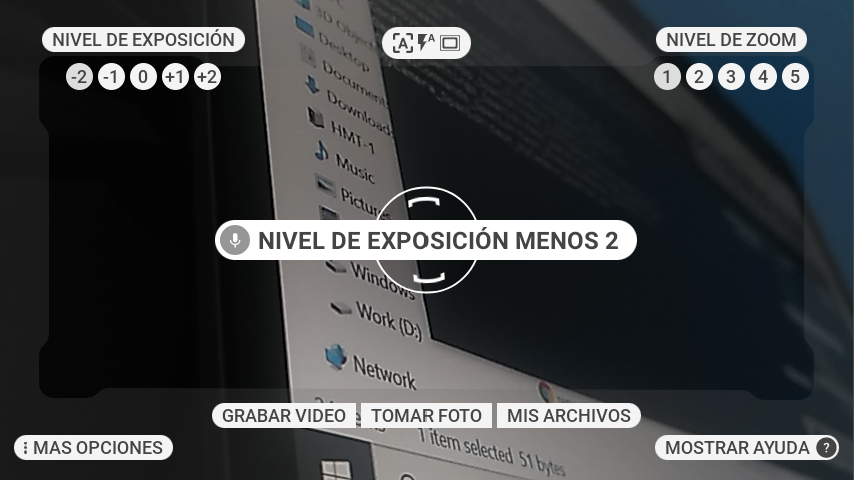 NIVEL DE EXPOSICIÓN
-2 -1 0 +1 +2
A A
NIVEL DE ZOOM
1 2 3 4 5
3D Objects
Desktop
Documents
Downloads
HMT-1
Music
Pictures
NIVEL DE EXPOSICIÓN MENOS 2
Windows
Work (D:)
Network
GRABAR VIDEO
TOMAR FOTO
MIS ARCHIVOS
1 item selected 51 bytes
MAS OPCIONES
MOSTRAR AYUDA ?